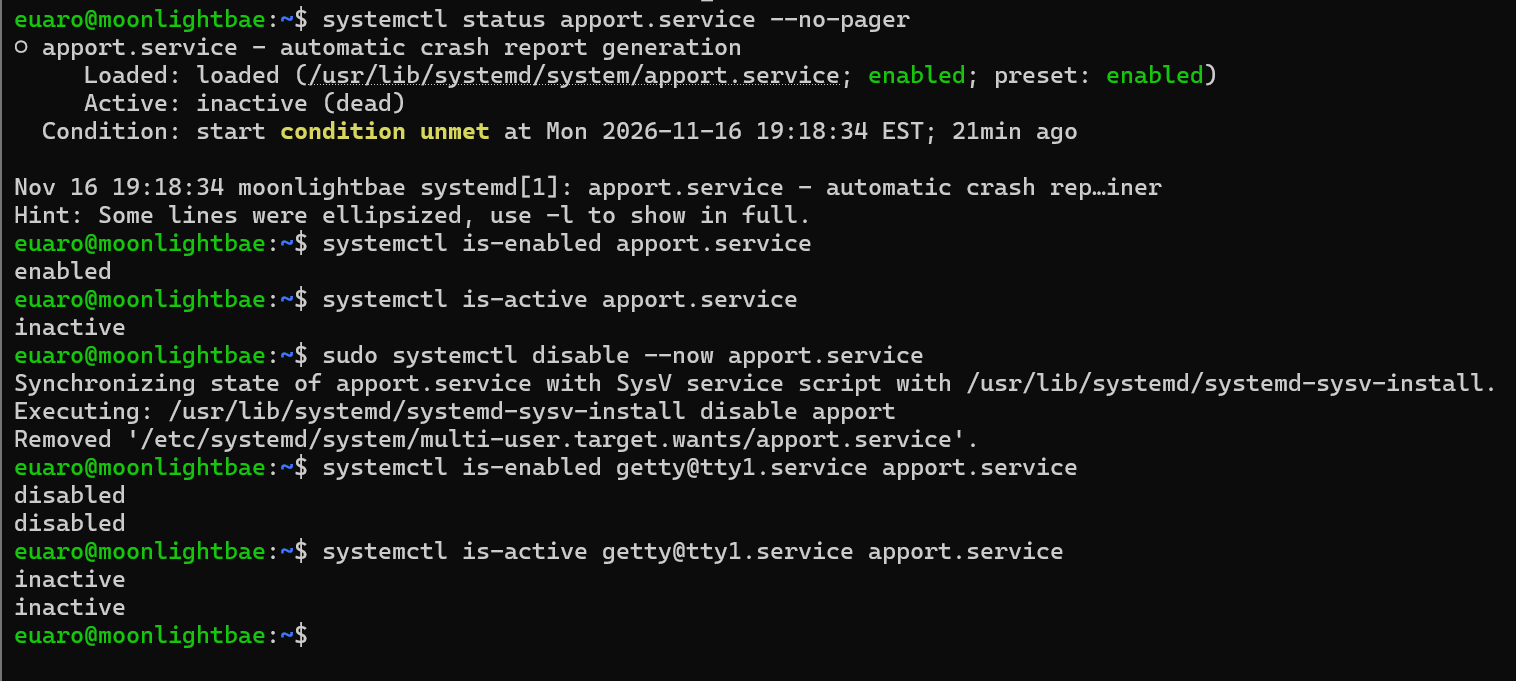 euaro@moonlightbae:~$ systemctl status apport.service --no-pager
○ apport.service - automatic crash report generation
     Loaded: loaded (/usr/lib/systemd/system/apport.service; enabled; preset: enabled)
     Active: inactive (dead)
  Condition: start condition unmet at Mon 2026-11-16 19:18:34 EST; 21min ago

Nov 16 19:18:34 moonlightbae systemd[1]: apport.service - automatic crash rep…iner
Hint: Some lines were ellipsized, use -l to show in full.
euaro@moonlightbae:~$ systemctl is-enabled apport.service
enabled
euaro@moonlightbae:~$ systemctl is-active apport.service
inactive
euaro@moonlightbae:~$ sudo systemctl disable --now apport.service
Synchronizing state of apport.service with SysV service script with /usr/lib/systemd/systemd-sysv-install.
Executing: /usr/lib/systemd/systemd-sysv-install disable apport
Removed '/etc/systemd/system/multi-user.target.wants/apport.service'.
euaro@moonlightbae:~$ systemctl is-enabled getty@tty1.service apport.service
disabled
disabled
euaro@moonlightbae:~$ systemctl is-active getty@tty1.service apport.service
inactive
inactive
euaro@moonlightbae:~$